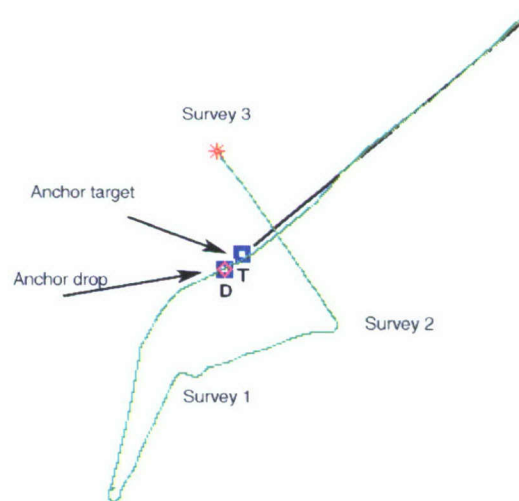 Survey 3
Anchor target
Anchor drop
T
D
Survey 2
Survey 1